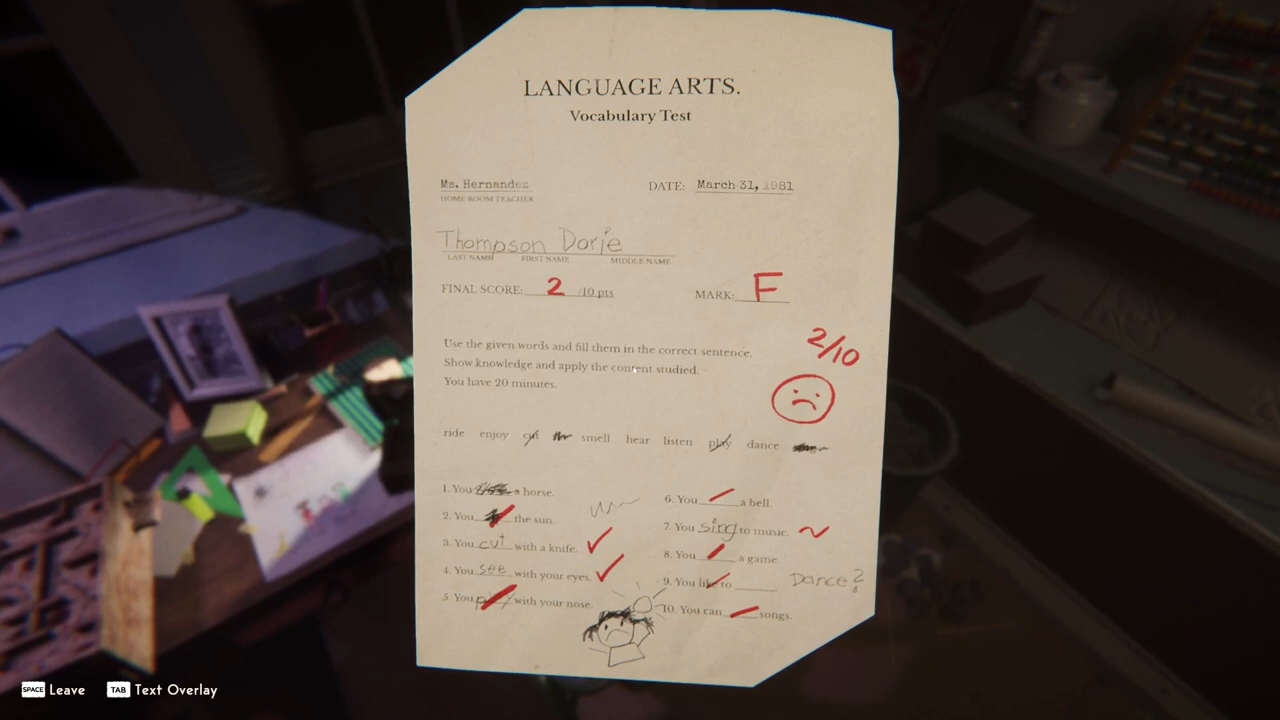 LANGUAGE ARTS.
Vocabulary Test
Ms. Hernandez
HOME ROOM TEACHER
DATE: March 31, 1981
Thompson Dorje
LAST NAME FIRST NAME MIDDLE NAME
FINAL SCORE: 2 /10 pts
MARK: F
2/10
Use the given words and fill them in the correct sentence.
Show knowledge and apply the content studied.
You have 20 minutes.
ride enjoy cut smell hear listen play dance
1. You a horse.
2. You the sun.
3. You cut with a knife.
4. You see with your eyes.
5. You play with your nose.
6. You a bell.
7. You sing to music.
8. You a game.
9. You like to Dance?
10. You can songs.
SPACE Leave TAB Text Overlay